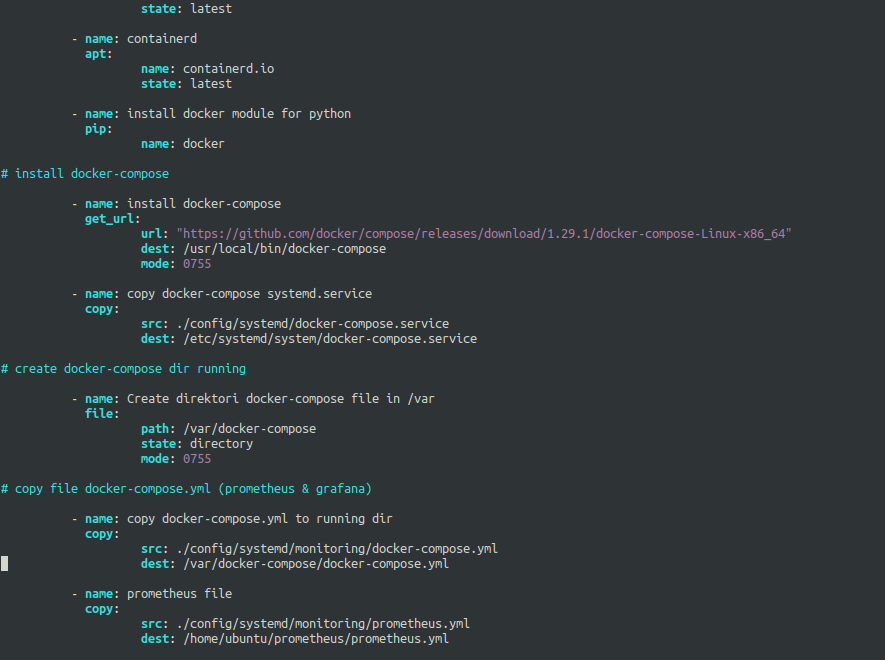 state: latest
- name: containerd
apt:
name: containerd.io
state: latest
- name: install docker module for python
pip:
name: docker
# install docker-compose
- name: install docker-compose
get_url:
url: "https://github.com/docker/compose/releases/download/1.29.1/docker-compose-Linux-x86_64"
dest: /usr/local/bin/docker-compose
mode: 0755
- name: copy docker-compose systemd.service
copy:
src: ./config/systemd/docker-compose.service
dest: /etc/systemd/system/docker-compose.service
# create docker-compose dir running
- name: Create direktori docker-compose file in /var
file:
path: /var/docker-compose
state: directory
mode: 0755
# copy file docker-compose.yml (prometheus & grafana)
- name: copy docker-compose.yml to running dir
copy:
src: ./config/systemd/monitoring/docker-compose.yml
dest: /var/docker-compose/docker-compose.yml
- name: prometheus file
copy:
src: ./config/systemd/monitoring/prometheus.yml
dest: /home/ubuntu/prometheus/prometheus.yml